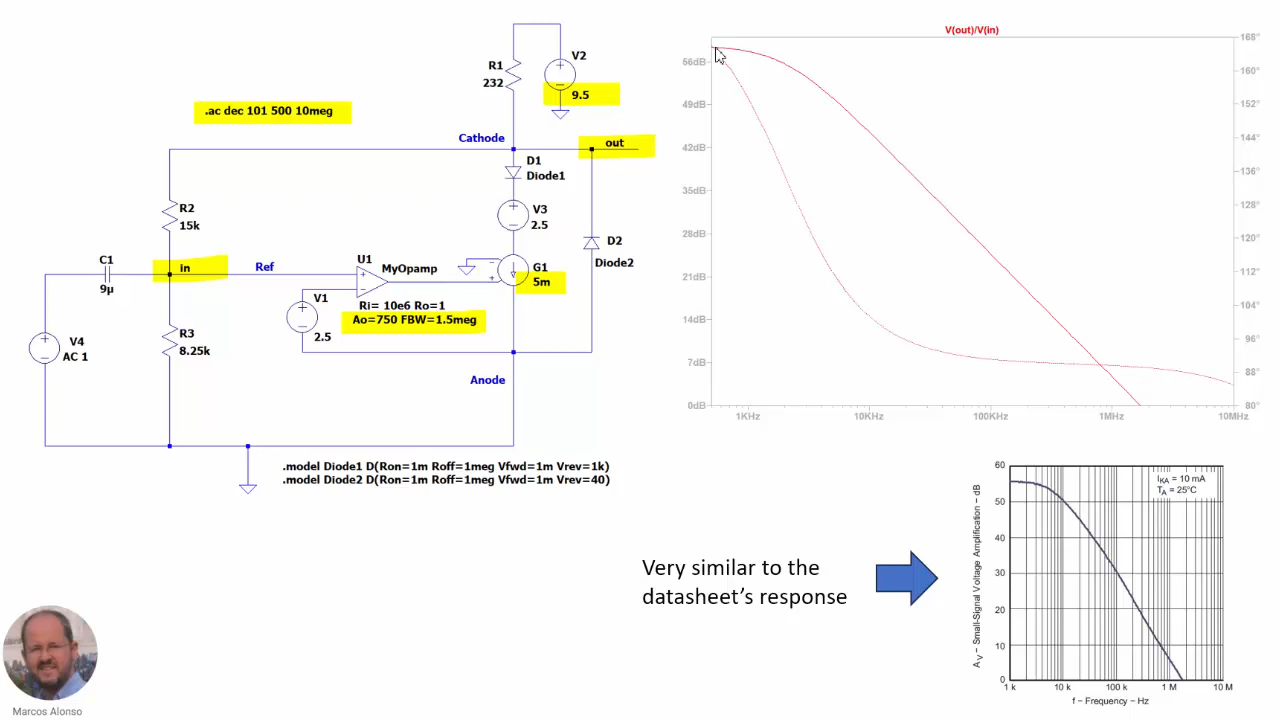 V(out)/V(in)
.ac dec 101 500 10meg
R1
232
V2
9.5
Cathode
out
D1
Diode1
R2
15k
V3
2.5
D2
Diode2
C1
9µ
in
Ref
U1
MyOpamp
G1
5m
V1
2.5
Ri= 10e6 Ro=1
Ao=750 FBW=1.5meg
V4
AC 1
R3
8.25k
Anode
.model Diode1 D(Ron=1m Roff=1meg Vfwd=1m Vrev=1k)
.model Diode2 D(Ron=1m Roff=1meg Vfwd=1m Vrev=40)
56dB
49dB
42dB
35dB
28dB
21dB
14dB
7dB
0dB
168°
160°
152°
144°
136°
128°
120°
112°
104°
96°
88°
80°
1KHz
10KHz
100KHz
1MHz
10MHz
Very similar to the
datasheet’s response
A V – Small-Signal Voltage Amplification – dB
60
50
40
30
20
10
0
IKA = 10 mA
TA = 25°C
1 k
10 k
100 k
1 M
10 M
f – Frequency – Hz
Marcos Alonso